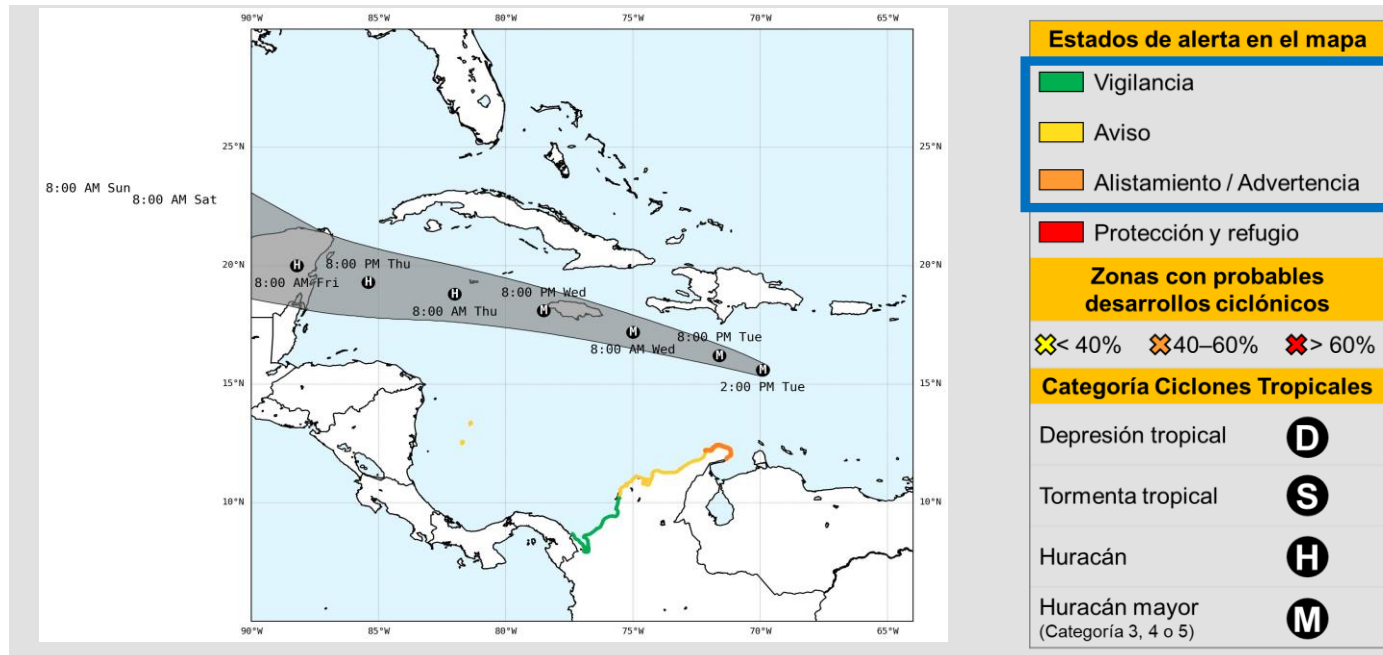 90°W 85°W 80°W 75°W 70°W 65°W
25°N
8:00 AM Sun
8:00 AM Sat
20°N
8:00 PM Thu
H
H
8:00 AM Fri
H
8:00 PM Wed
8:00 AM Thu
M
M
8:00 PM Tue
8:00 AM Wed
M
M
2:00 PM Tue
15°N
10°N
90°W 85°W 80°W 75°W 70°W 65°W
Estados de alerta en el mapa
Vigilancia
Aviso
Alistamiento / Advertencia
Protección y refugio
Zonas con probables
desarrollos ciclónicos
< 40% 40–60% > 60%
Categoría Ciclones Tropicales
Depresión tropical D
Tormenta tropical S
Huracán H
Huracán mayor
(Categoría 3, 4 o 5) M